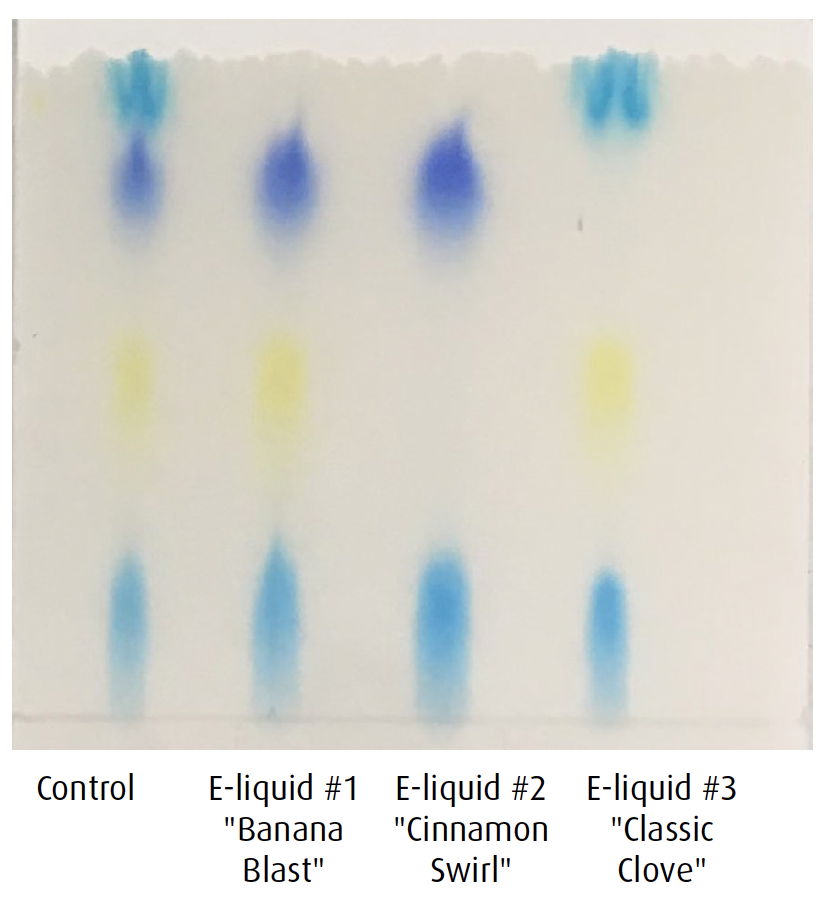 Control
E-liquid #1
"Banana
Blast"
E-liquid #2
"Cinnamon
Swirl"
E-liquid #3
"Classic
Clove"